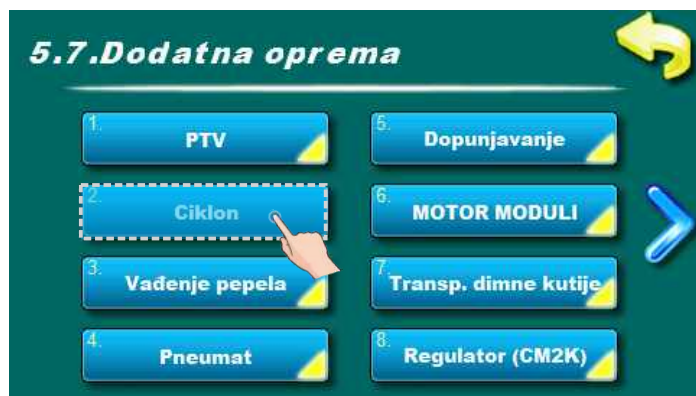 5.7.Dodatna oprema
1. PTV
2. Ciklon
3. Vađenje pepela
4. Pneumat
5. Dopunjavanje
6. MOTOR MODULI
7. Transp. dimne kutije
8. Regulator (CM2K)